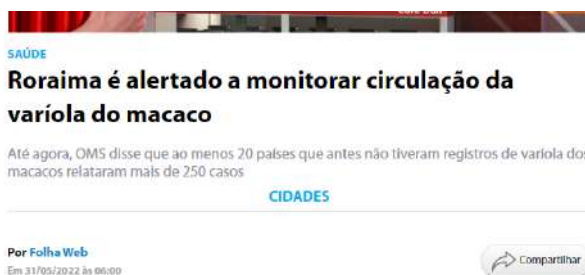 SAÚDE
Roraima é alertado a monitorar circulação da
varíola do macaco
Até agora, OMS disse que ao menos 20 países que antes não tiveram registros de varíola dos
macacos relataram mais de 250 casos
CIDADES
Por Folha Web
Em 31/05/2022 às 06:00
Compartilhar